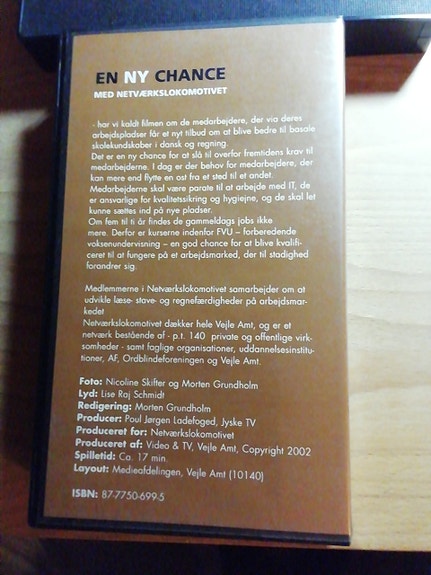 EN NY CHANCE
MED NETVÆRKSLOKOMOTIVET
- har vi kaldt filmen om de medarbejdere, der via deres
arbejdspladser får et nyt tilbud om at blive bedre til basale
skolekundskaber i dansk og regning.
Det er en ny chance for at slå til overfor fremtidens krav til
medarbejderne. I dag er der behov for medarbejdere, der
kan mere end flytte en ost fra et sted til et andet.
Medarbejderne skal være parate til at arbejde med IT, de
er ansvarlige for kvalitetssikring og hygiejne, og de skal let
kunne sættes ind på nye pladser.
Om fem til ti år findes de gammeldags jobs ikke
mere. Derfor er kurserne indenfor FVU – forberedende
voksenundervisning – en god chance for at blive kvalifi-
ceret til at fungere på et arbejdsmarked, der til stadighed
forandrer sig.
Medlemmerne i Netværkslokomotivet samarbejder om at
udvikle læse- stave- og regnefærdigheder på arbejdsmar-
kedet
Netværkslokomotivet dækker hele Vejle Amt, og er et
netværk bestående af - p.t. 140 private og offentlige virk-
somheder - samt faglige organisationer, uddannelsesinstitu-
tioner, AF, Ordblindeforeningen og Vejle Amt.
Foto: Nicoline Skifter og Morten Grundholm
Lyd: Lise Raj Schmidt
Redigering: Morten Grundholm
Producer: Poul Jørgen Ladefoged, Jyske TV
Produceret for: Netværkslokomotivet
Produceret af: Video & TV, Vejle Amt, Copyright 2002
Spilletid: Ca. 17 min.
Layout: Medieafdelingen, Vejle Amt (10140)
ISBN: 87-7750-699-5